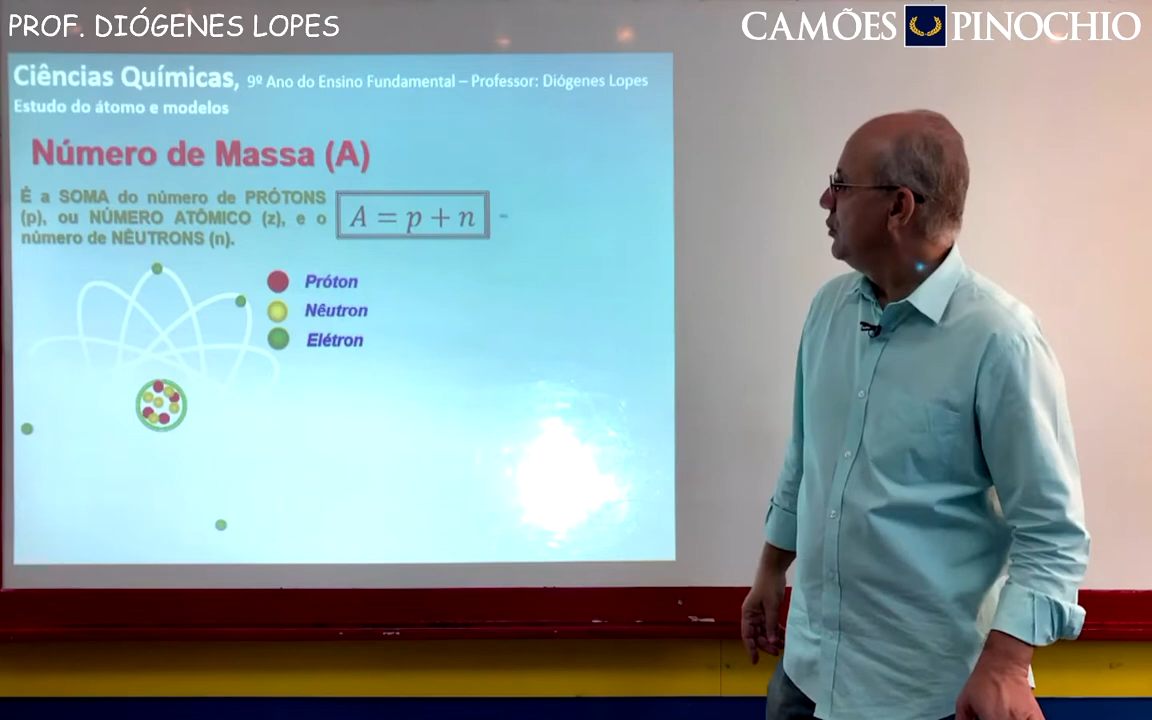 PROF. DIÓGENES LOPES
CAMÕES PINOCHIO
Ciências Químicas, 9º Ano do Ensino Fundamental – Professor: Diógenes Lopes
Estudo do átomo e modelos
Número de Massa (A)
É a SOMA do número de PRÓTONS
(p), ou NÚMERO ATÔMICO (z), e o
número de NÊUTRONS (n).
A = p + n
Próton
Nêutron
Elétron